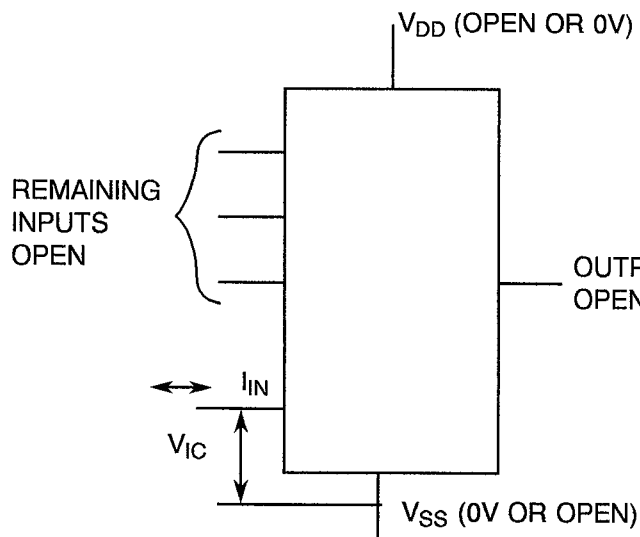 VDD (OPEN OR 0V)
REMAINING
INPUTS
OPEN
OUTP
OPEN
IIN
VIC
VSS (0V OR OPEN)